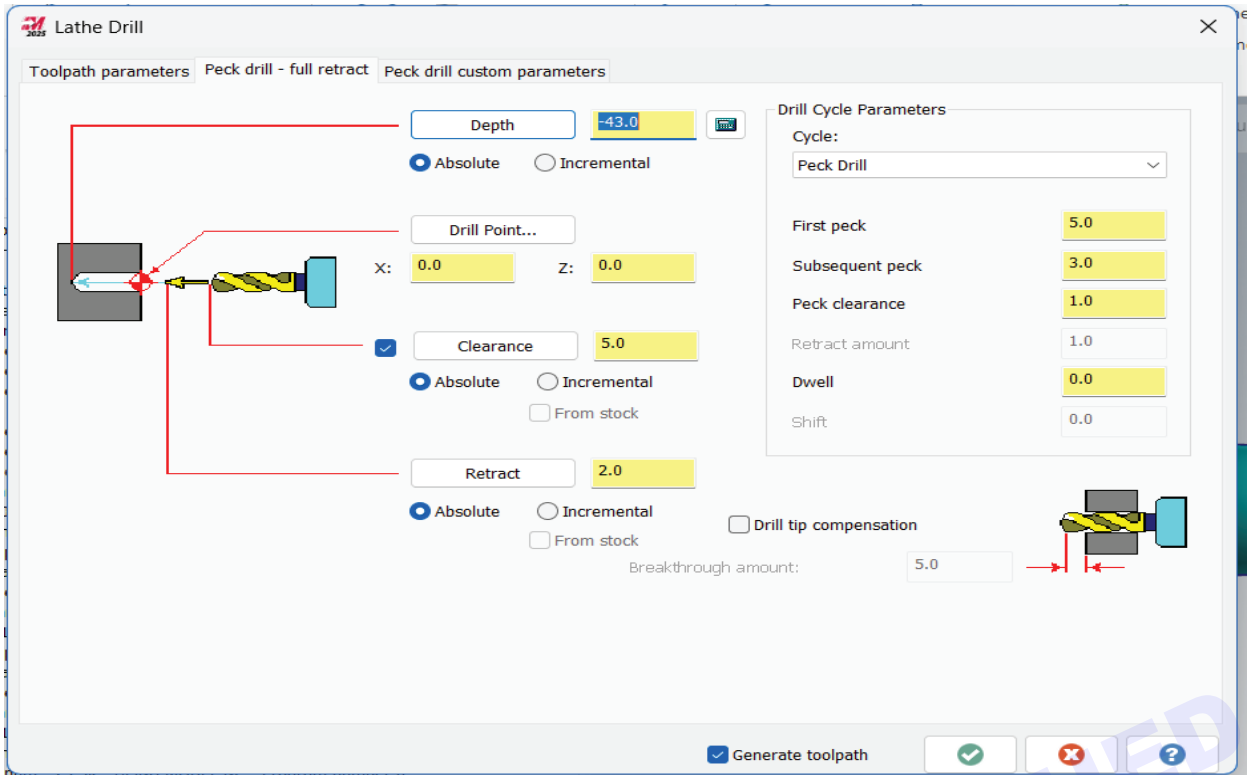 2025 Lathe Drill
Toolpath parameters Peck drill - full retract Peck drill custom parameters
Depth -43.0
Absolute Incremental
Drill Point...
X: 0.0 Z: 0.0
Clearance 5.0
Absolute Incremental
From stock
Retract 2.0
Absolute Incremental
From stock
Drill Cycle Parameters
Cycle:
Peck Drill
First peck 5.0
Subsequent peck 3.0
Peck clearance 1.0
Retract amount 1.0
Dwell 0.0
Shift 0.0
Drill tip compensation
Breakthrough amount: 5.0
Generate toolpath